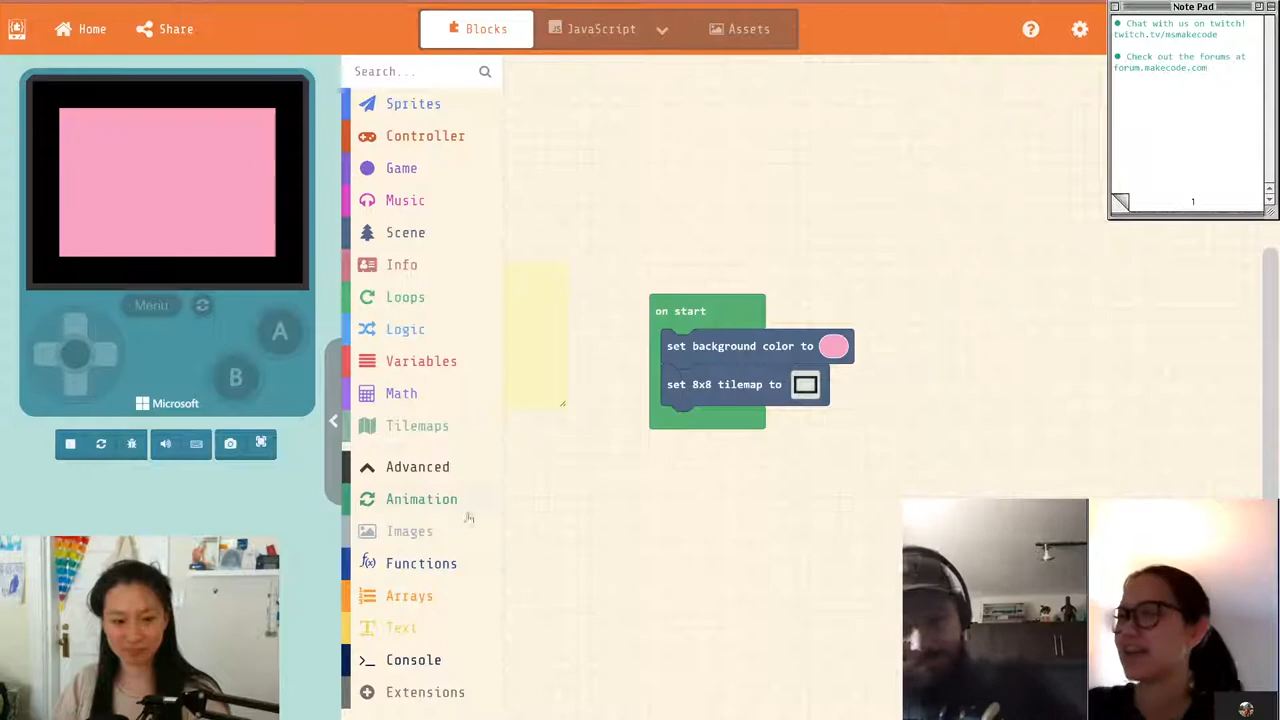 Home
Share
Blocks
JavaScript
Assets
Note Pad
Chat with us on twitch!
twitch.tv/msmakecode
Check out the forums at
forum.makecode.com
1
Search...
Sprites
Controller
Game
Music
Scene
Info
Loops
Logic
Variables
Math
Tilemaps
Advanced
Animation
Images
Functions
Arrays
Text
Console
Extensions
Menu
A
B
Microsoft
on start
set background color to
set 8x8 tilemap to